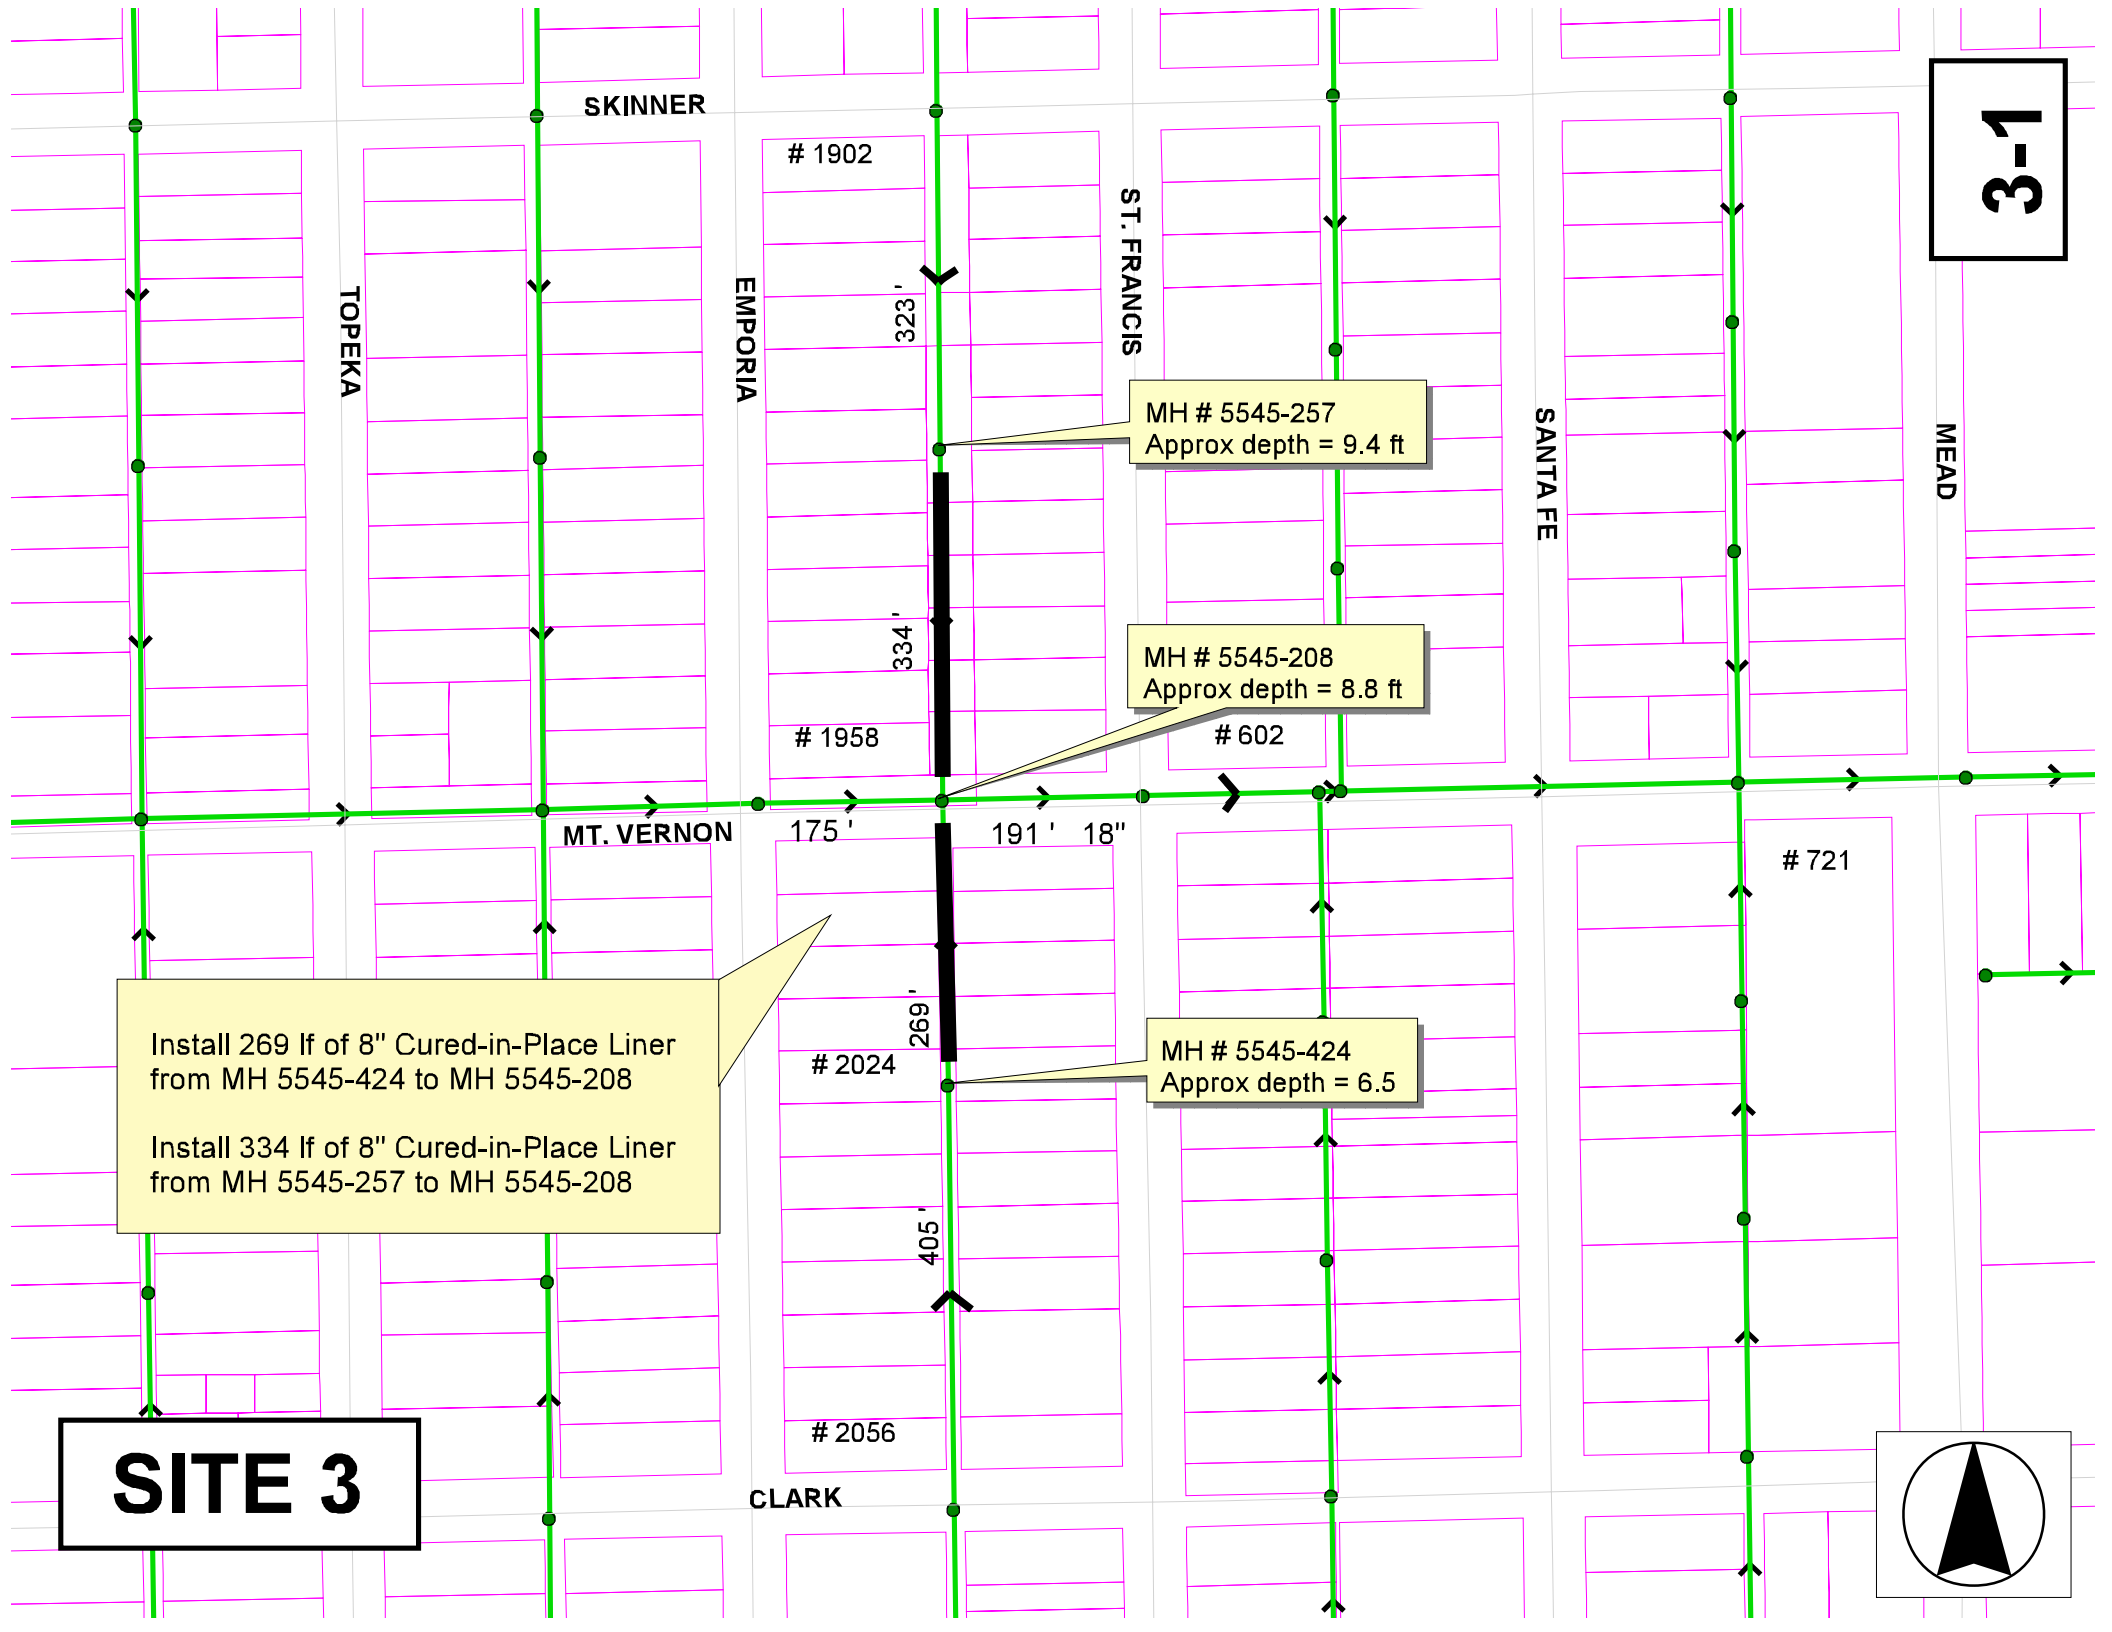 SKINNER
3-1
# 1902
ST. FRANCIS
TOPEKA
EMPORIA
323 '
MH # 5545-257
Approx depth = 9.4 ft
SANTA FE
MEAD
334 '
MH # 5545-208
Approx depth = 8.8 ft
# 1958
# 602
MT. VERNON
175 '
191 '
18"
# 721
269 '
Install 269 lf of 8" Cured-in-Place Liner
from MH 5545-424 to MH 5545-208
Install 334 lf of 8" Cured-in-Place Liner
from MH 5545-257 to MH 5545-208
# 2024
MH # 5545-424
Approx depth = 6.5
405 '
# 2056
SITE 3
CLARK